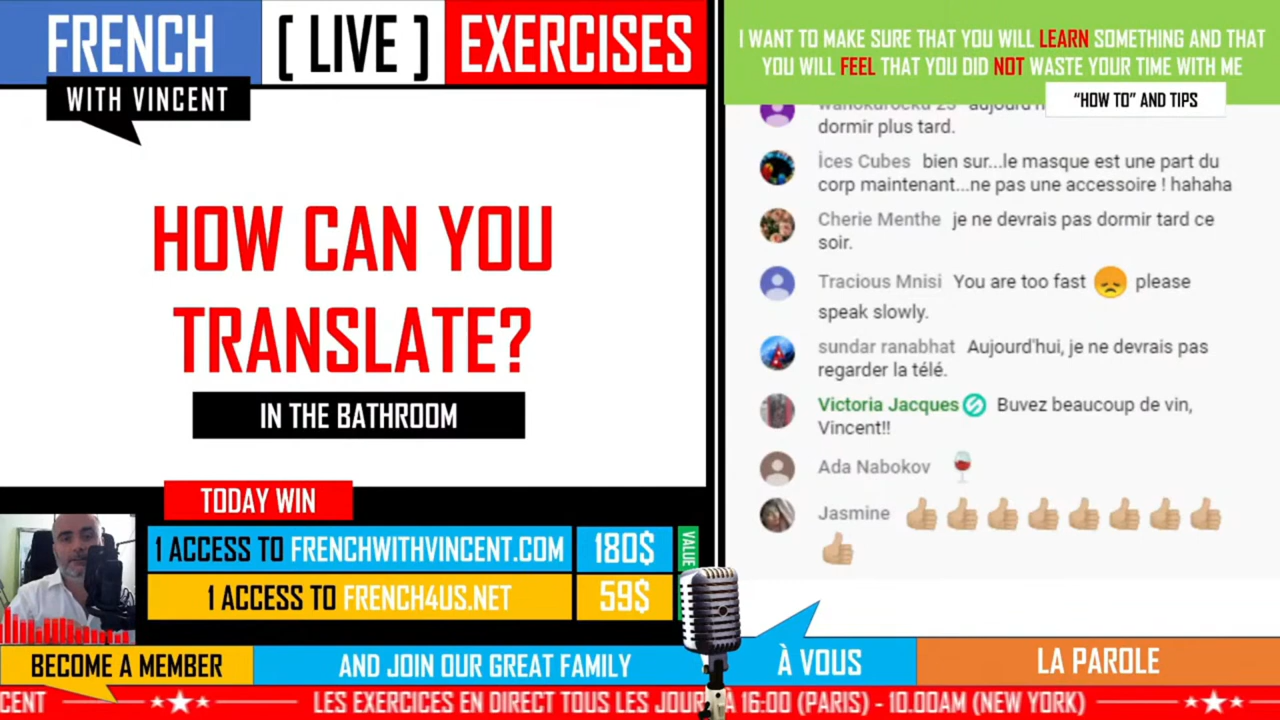 FRENCH
[ LIVE ]
EXERCISES
WITH VINCENT
HOW CAN YOU
TRANSLATE?
IN THE BATHROOM
TODAY WIN
1 ACCESS TO FRENCHWITHVINCENT.COM
180$
VALUE
1 ACCESS TO FRENCH4US.NET
59$
BECOME A MEMBER
AND JOIN OUR GREAT FAMILY
I WANT TO MAKE SURE THAT YOU WILL LEARN SOMETHING AND THAT
YOU WILL FEEL THAT YOU DID NOT WASTE YOUR TIME WITH ME
"HOW TO" AND TIPS
dormir plus tard.
İces Cubes bien sur...le masque est une part du
corp maintenant...ne pas une accessoire ! hahaha
Cherie Menthe je ne devrais pas dormir tard ce
soir.
Tracious Mnisi You are too fast please
speak slowly.
sundar ranabhat Aujourd'hui, je ne devrais pas
regarder la télé.
Victoria Jacques Buvez beaucoup de vin,
Vincent!!
Ada Nabokov
Jasmine
À VOUS
LA PAROLE
CENT
LES EXERCICES EN DIRECT TOUS LES JOUR À 16:00 (PARIS) - 10.00AM (NEW YORK)